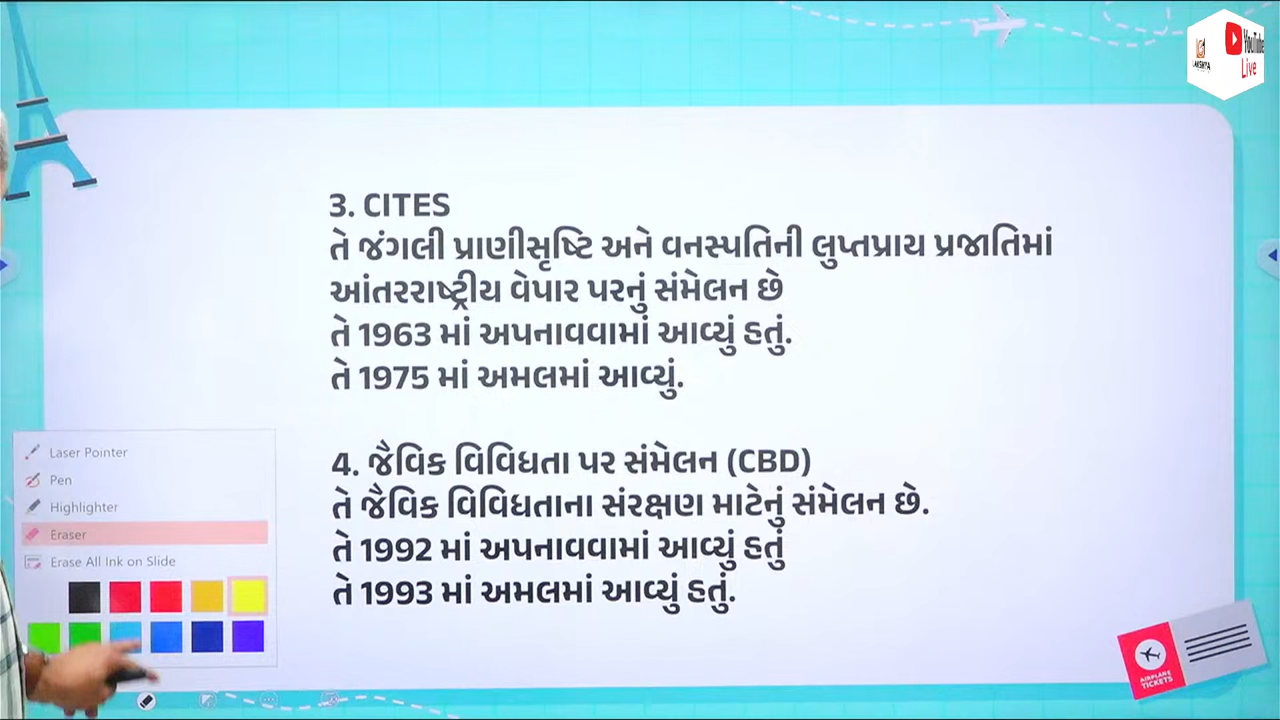 YouTube
Live
3. CITES
તે જંગલી પ્રાણીસૃષ્ટિ અને વનસ્પતિની લુપ્તપ્રાય પ્રજાતિમાં
આંતરરાષ્ટ્રીય વેપાર પરનું સંમેલન છે
તે 1963 માં અપનાવવામાં આવ્યું હતું.
તે 1975 માં અમલમાં આવ્યું.
4. જૈવિક વિવિધતા પર સંમેલન (CBD)
તે જૈવિક વિવિધતાના સંરક્ષણ માટેનું સંમેલન છે.
તે 1992 માં અપનાવવામાં આવ્યું હતું
તે 1993 માં અમલમાં આવ્યું હતું.
Laser Pointer
Pen
Highlighter
Eraser
Erase All Ink on Slide
AIRPLANE
TICKETS